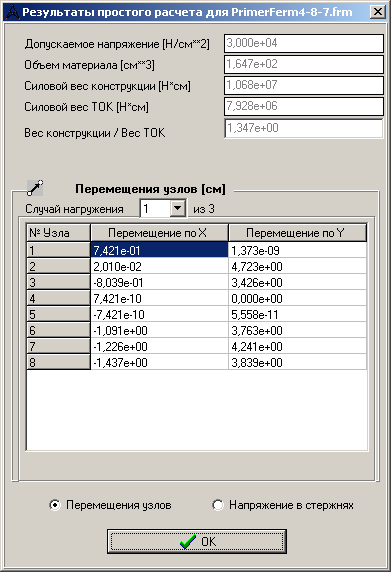 Результаты простого расчета для PrimerFerm4-8-7.frm
Допускаемое напряжение [Н/см**2] 3,000e+04
Объем материала [см**3] 1,647e+02
Силовой вес конструкции [Н*см] 1,068e+07
Силовой вес ТОК [Н*см] 7,928e+06
Вес конструкции / Вес ТОК 1,347e+00
Перемещения узлов [см]
Случай нагружения 1 из 3
№ Узла Перемещение по X Перемещение по Y
1 7,421e-01 1,373e-09
2 2,010e-02 4,723e+00
3 -8,039e-01 3,426e+00
4 7,421e-10 0,000e+00
5 -7,421e-10 5,558e-11
6 -1,091e+00 3,763e+00
7 -1,226e+00 4,241e+00
8 -1,437e+00 3,839e+00
Перемещения узлов Напряжение в стержнях
OK